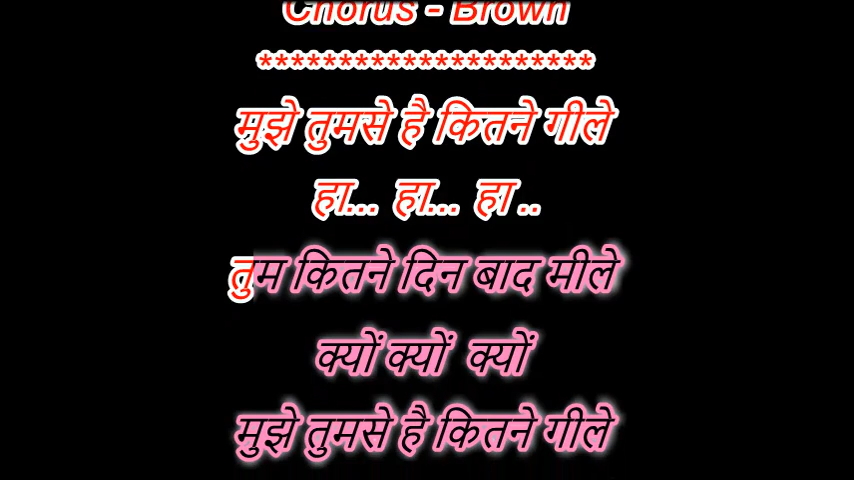 Chorus - Brown
*********************
मुझे तुमसे है कितने गीले
हा... हा... हा ..
तुम कितने दिन बाद मीले
क्यों क्यों क्यों
मुझे तुमसे है कितने गीले